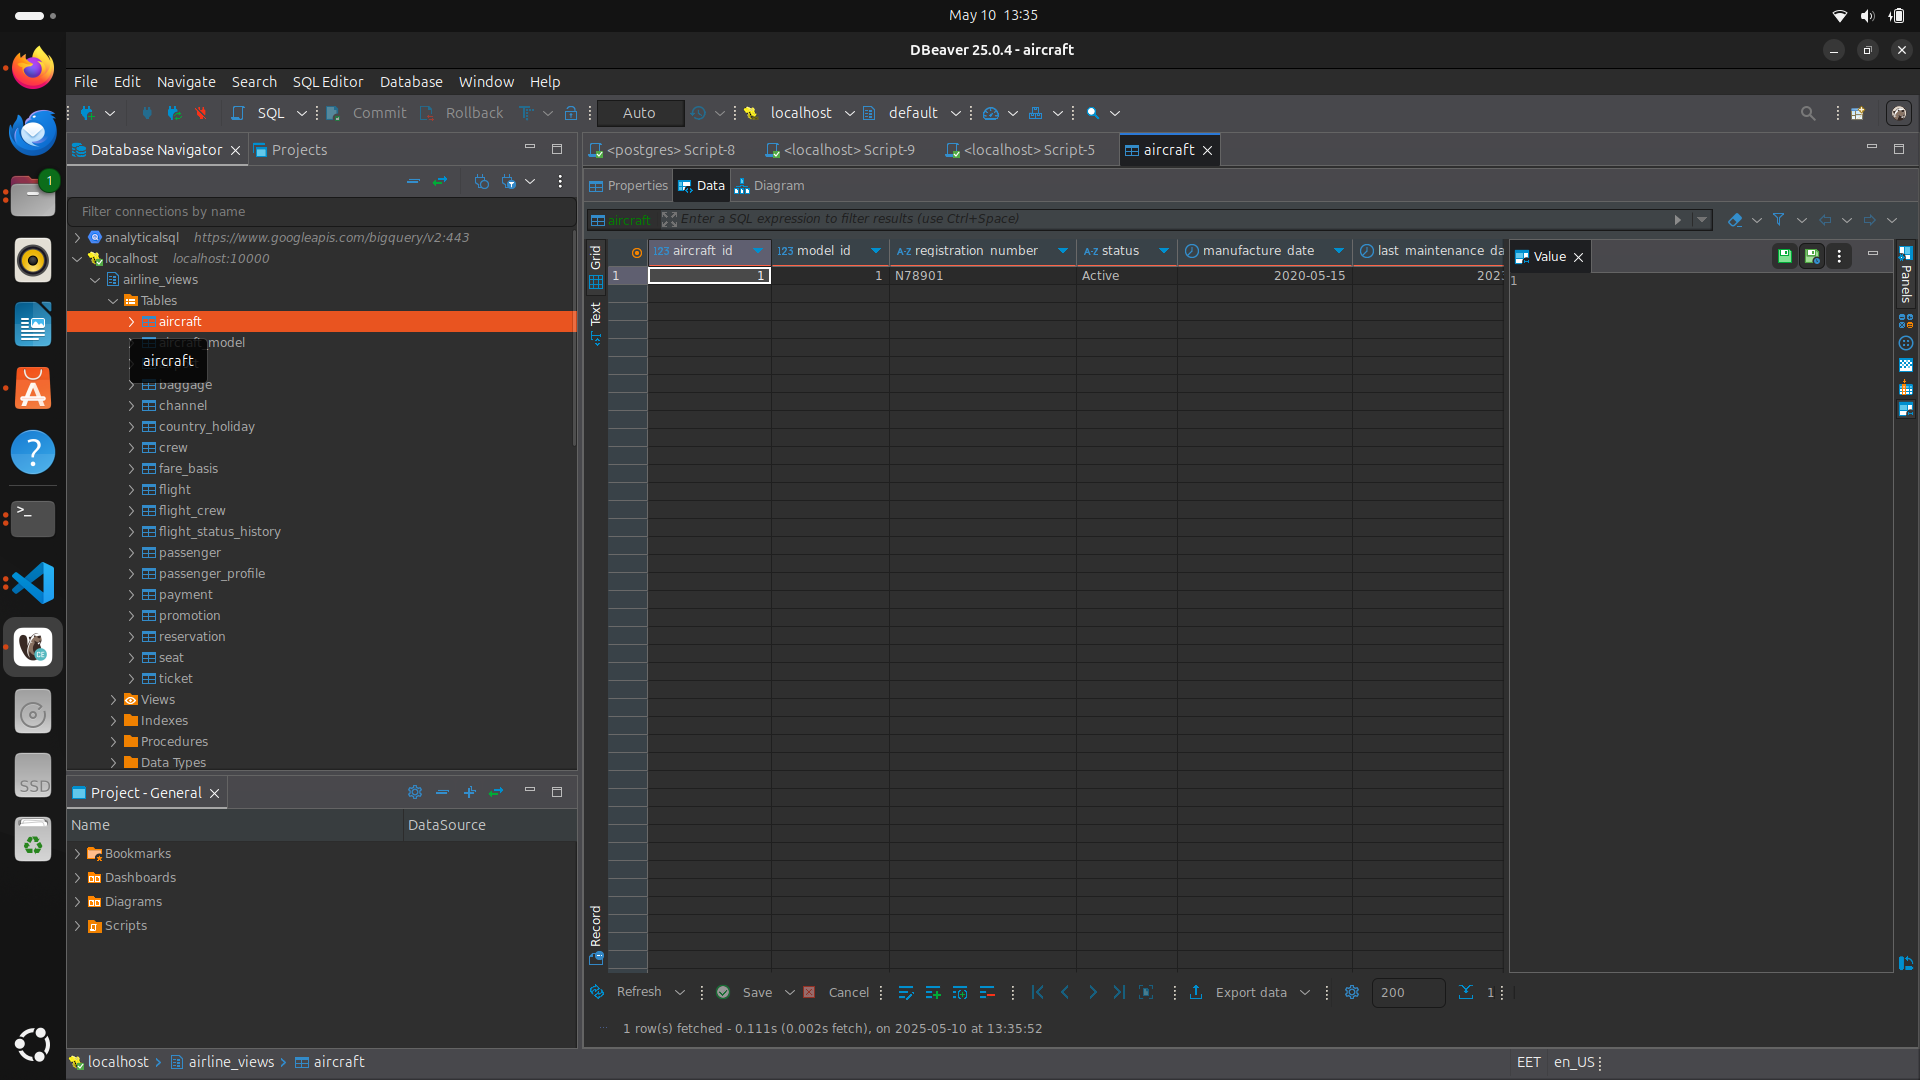 May 10 13:35
DBeaver 25.0.4 - aircraft
File Edit Navigate Search SQL Editor Database Window Help
SQL Commit Rollback Auto localhost default
Database Navigator Projects
<postgres> Script-8 <localhost> Script-9 <localhost> Script-5 aircraft
1
Properties Data Diagram
Filter connections by name
aircraft Enter a SQL expression to filter results (use Ctrl+Space)
analyticalsql https://www.googleapis.com/bigquery/v2:443
localhost localhost:10000
airline_views
Tables
aircraft
aircraft_model
aircraft
baggage
channel
country_holiday
crew
fare_basis
flight
flight_crew
flight_status_history
passenger
passenger_profile
payment
promotion
reservation
seat
ticket
Views
Indexes
Procedures
Data Types
Grid
Text
Record
123 aircraft_id 123 model_id A-Z registration_number A-Z status manufacture_date last_maintenance_da
1 1 1 N78901 Active 2020-05-15 202
Value
1
Panels
Project - General
Name DataSource
Bookmarks
Dashboards
Diagrams
Scripts
SSD
Refresh Save Cancel Export data 200 1
1 row(s) fetched - 0.111s (0.002s fetch), on 2025-05-10 at 13:35:52
localhost airline_views aircraft
EET en_US